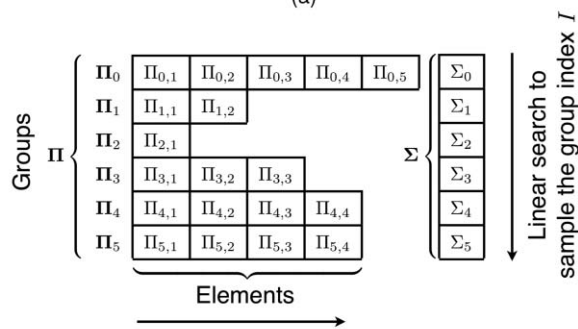 (a)
Π₀ Π₀,₁ Π₀,₂ Π₀,₃ Π₀,₄ Π₀,₅ Σ₀
Π₁ Π₁,₁ Π₁,₂ Σ₁
Π₂ Π₂,₁ Σ₂
Groups Π Σ
Π₃ Π₃,₁ Π₃,₂ Π₃,₃ Σ₃
Π₄ Π₄,₁ Π₄,₂ Π₄,₃ Π₄,₄ Σ₄
Π₅ Π₅,₁ Π₅,₂ Π₅,₃ Π₅,₄ Σ₅
Elements
Linear search to
sample the group index I